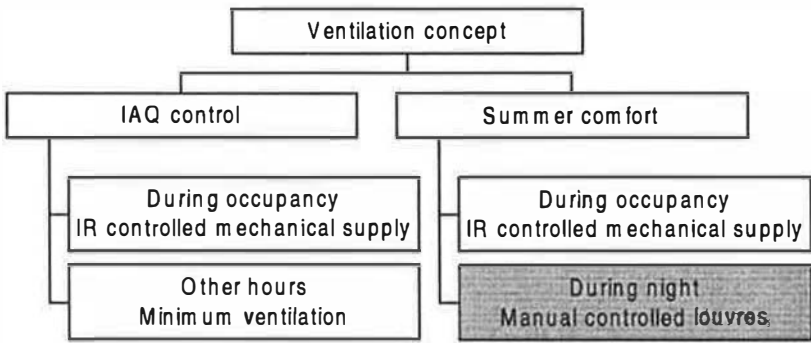 Ventilation concept
IAQ control
Summer comfort
During occupancy
IR controlled mechanical supply
Other hours
Minimum ventilation
During occupancy
IR controlled mechanical supply
During night
Manual controlled louvres